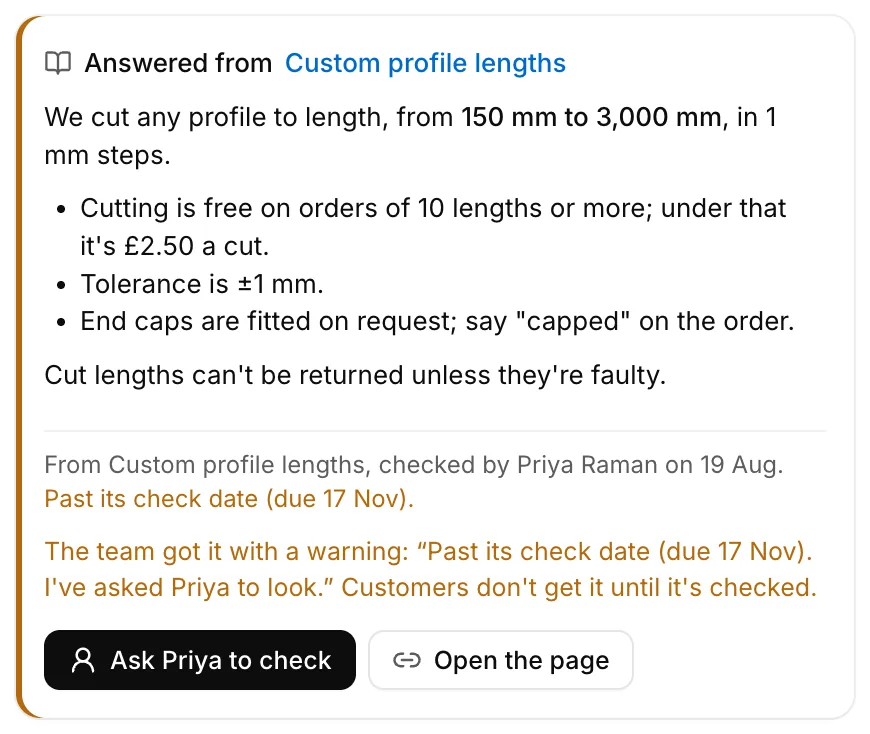 Answered from Custom profile lengths
We cut any profile to length, from 150 mm to 3,000 mm, in 1
mm steps.
• Cutting is free on orders of 10 lengths or more; under that
it's £2.50 a cut.
• Tolerance is ±1 mm.
• End caps are fitted on request; say "capped" on the order.
Cut lengths can't be returned unless they're faulty.
From Custom profile lengths, checked by Priya Raman on 19 Aug.
Past its check date (due 17 Nov).
The team got it with a warning: “Past its check date (due 17 Nov).
I've asked Priya to look.” Customers don't get it until it's checked.
Ask Priya to check
Open the page